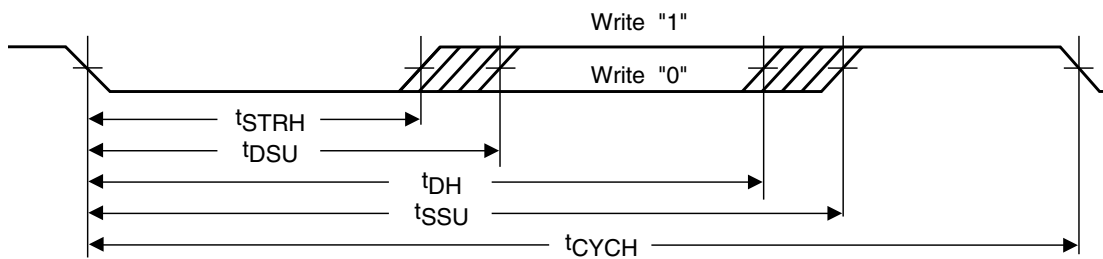 Write "1"
Write "0"
tSTRH
tDSU
tDH
tSSU
tCYCH